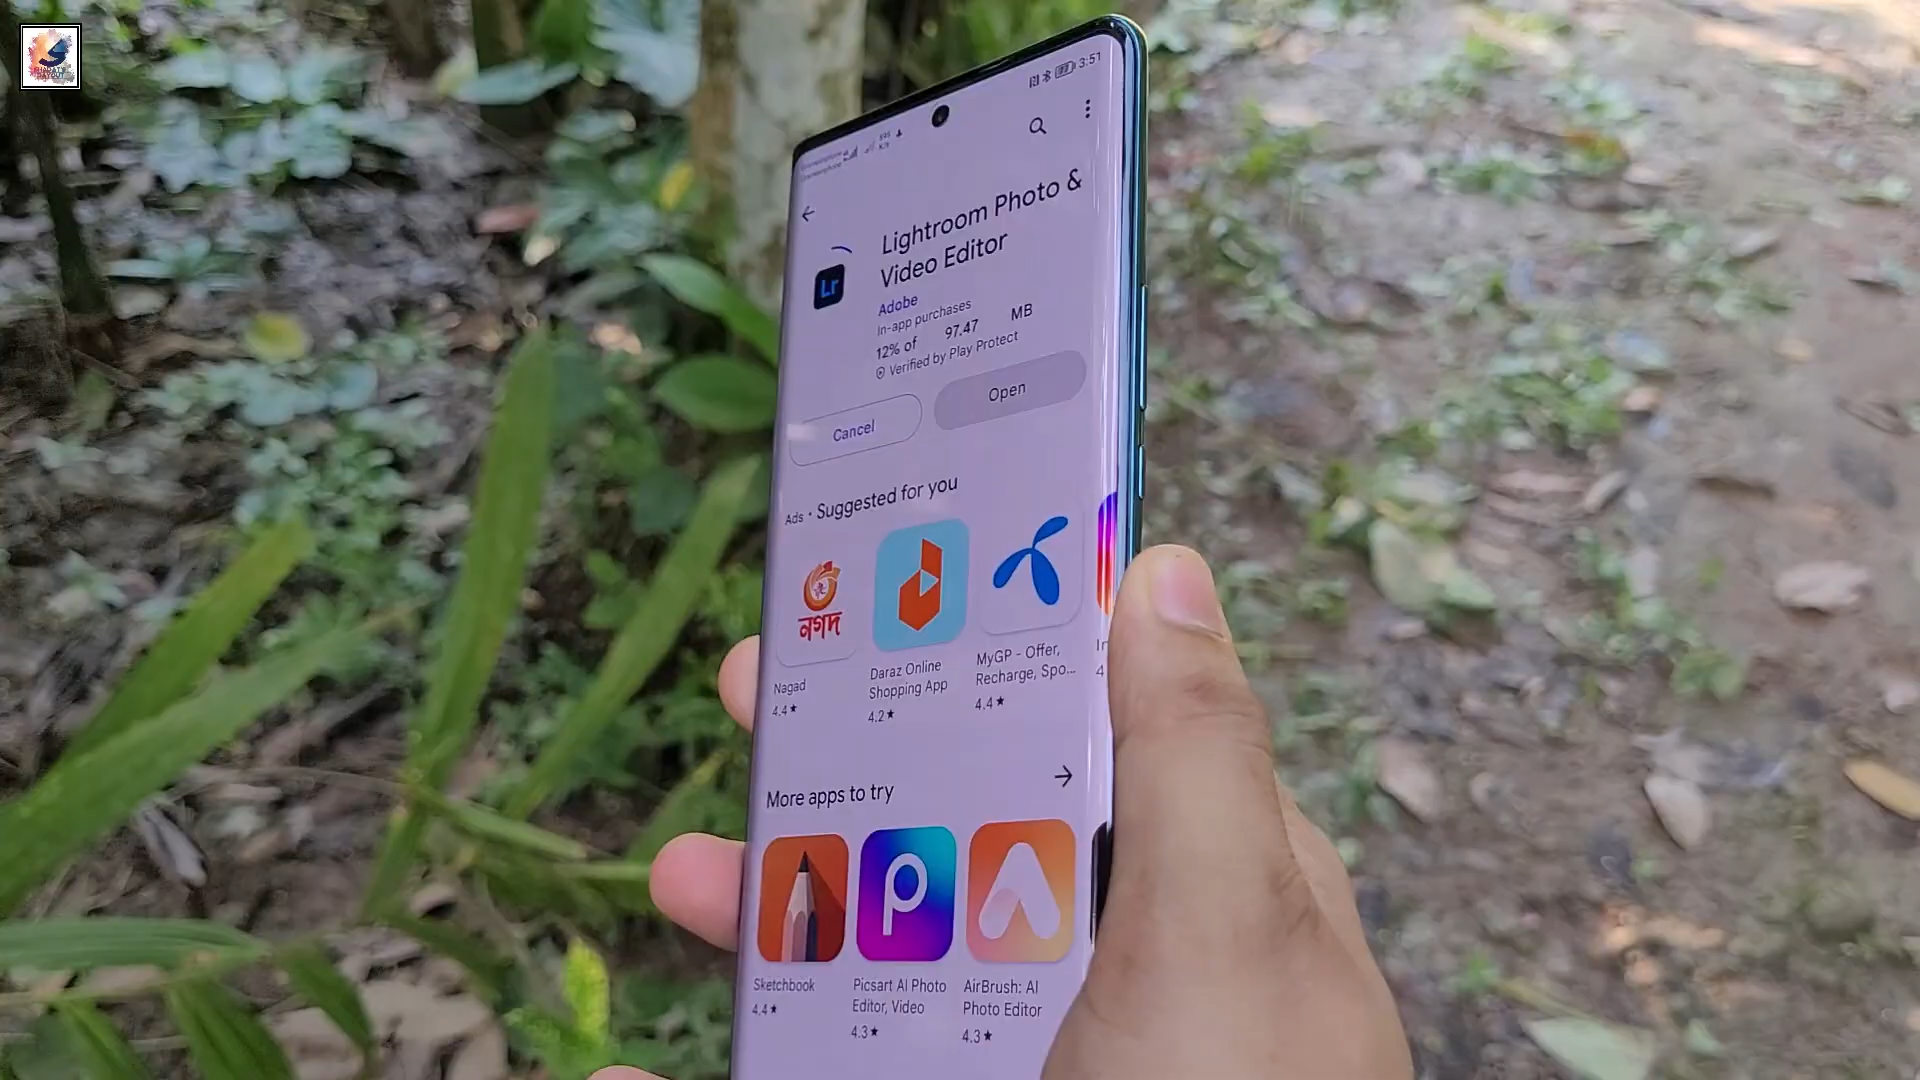 3:51
Lightroom Photo &
Video Editor
Lr
Adobe
In-app purchases
12% of 97.47 MB
Verified by Play Protect
Cancel
Open
Ads • Suggested for you
নগদ
Nagad
4.4★
Daraz Online
Shopping App
4.2★
MyGP - Offer,
Recharge, Spo...
4.4★
4
More apps to try
Sketchbook
4.4★
Picsart AI Photo
Editor, Video
4.3★
AirBrush: AI
Photo Editor
4.3★